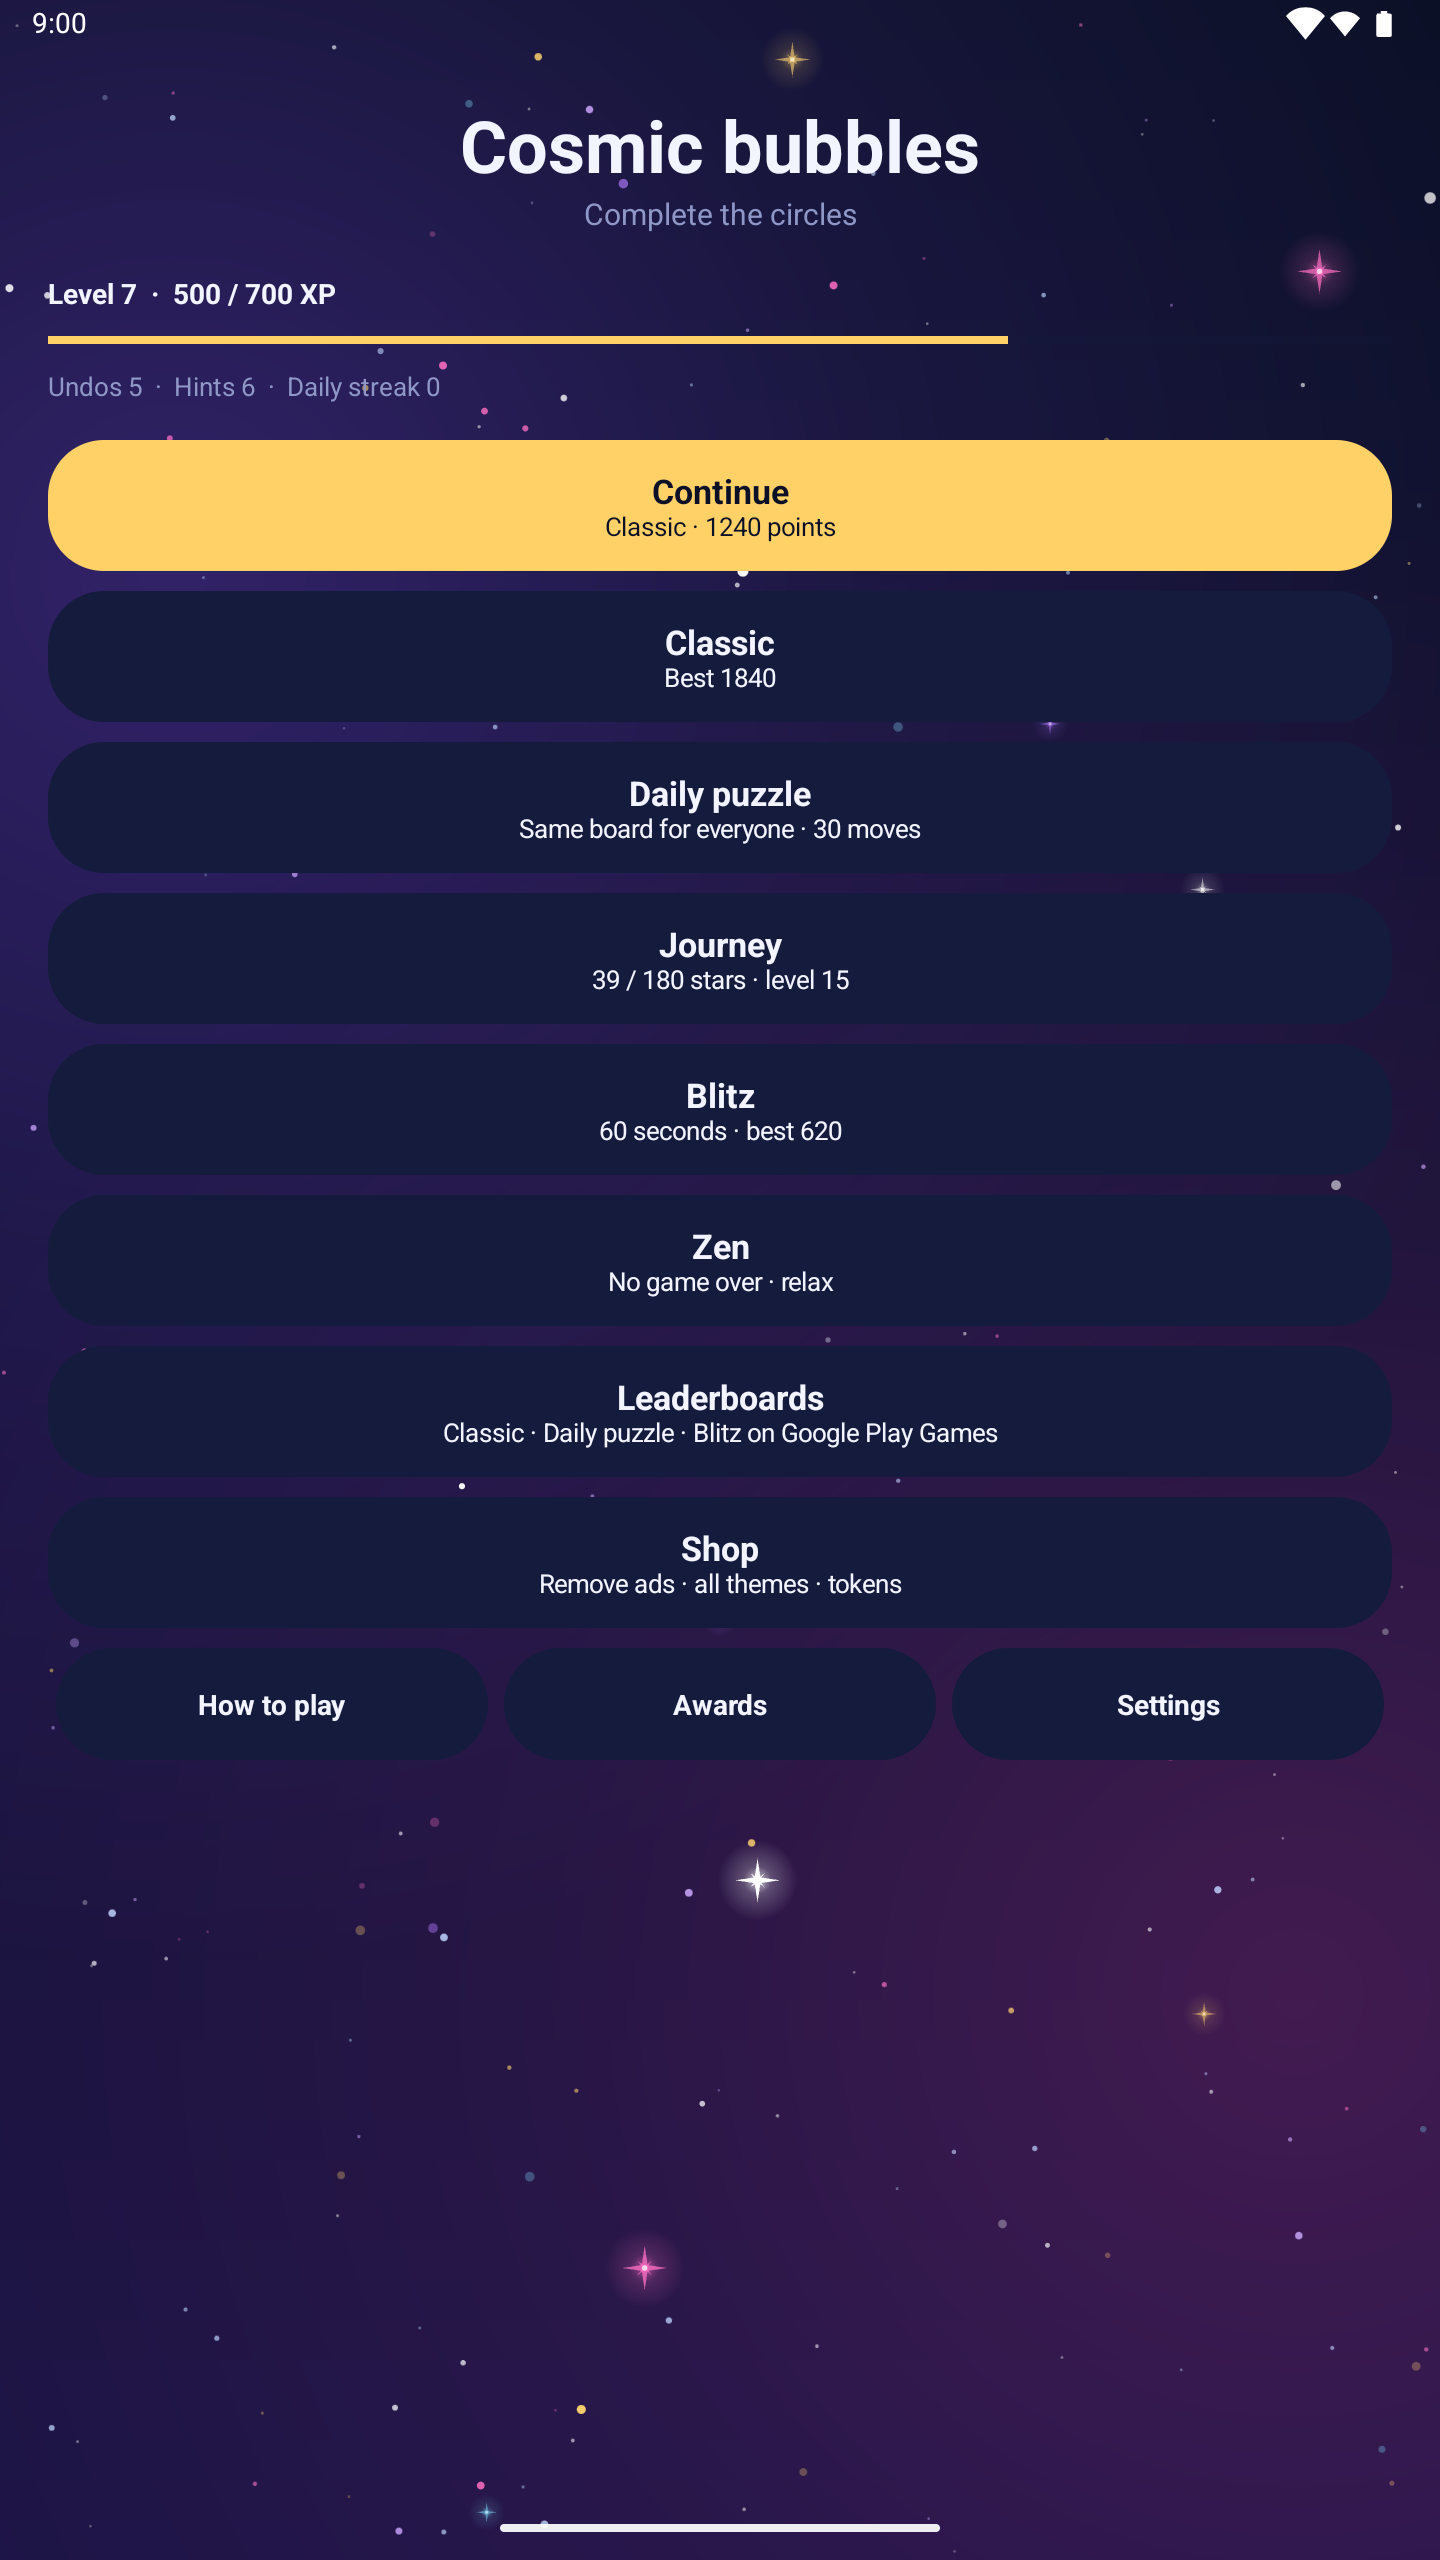 9:00
Cosmic bubbles
Complete the circles
Level 7 · 500 / 700 XP
Undos 5 · Hints 6 · Daily streak 0
Continue
Classic · 1240 points
Classic
Best 1840
Daily puzzle
Same board for everyone · 30 moves
Journey
39 / 180 stars · level 15
Blitz
60 seconds · best 620
Zen
No game over · relax
Leaderboards
Classic · Daily puzzle · Blitz on Google Play Games
Shop
Remove ads · all themes · tokens
How to play
Awards
Settings